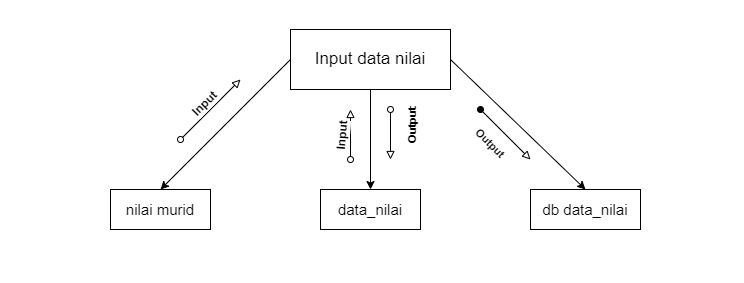 Input data nilai
Input
Input
Output
Output
nilai murid
data_nilai
db data_nilai